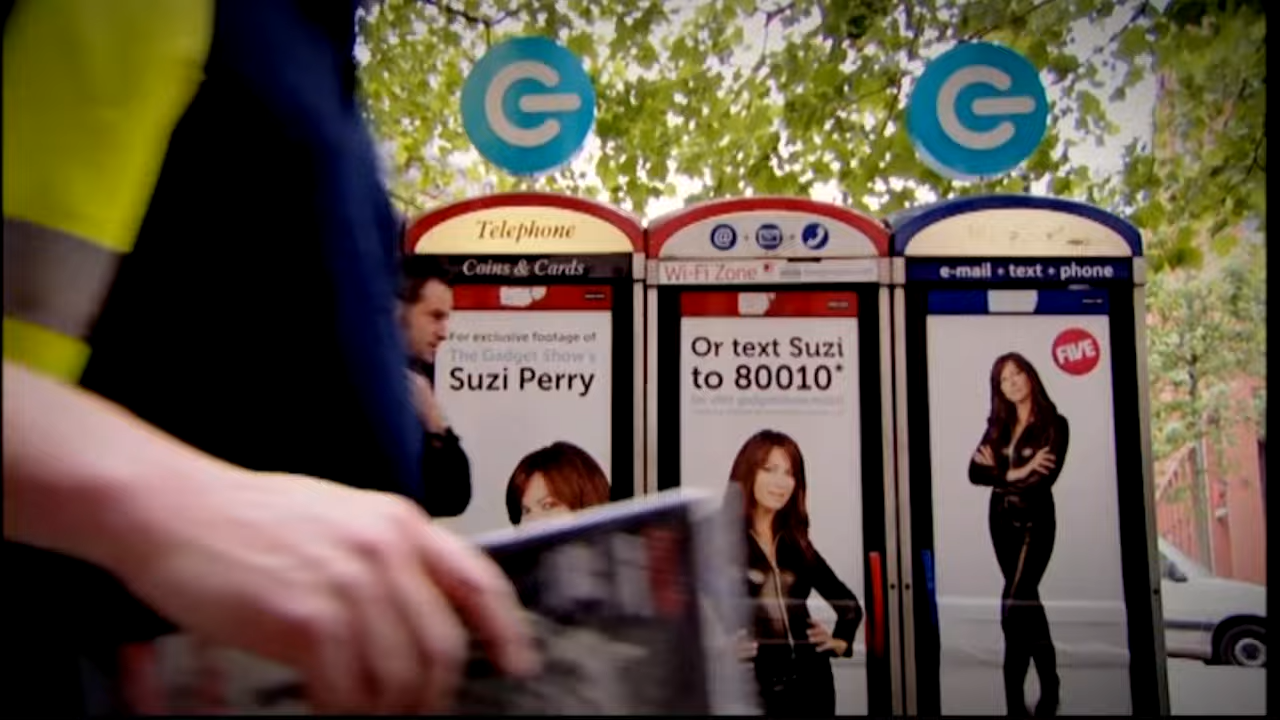 Telephone
Coins & Cards
For exclusive footage of
The Gadget Show's
Suzi Perry
Wi-Fi Zone
Or text Suzi
to 80010*
e-mail + text + phone
FIVE